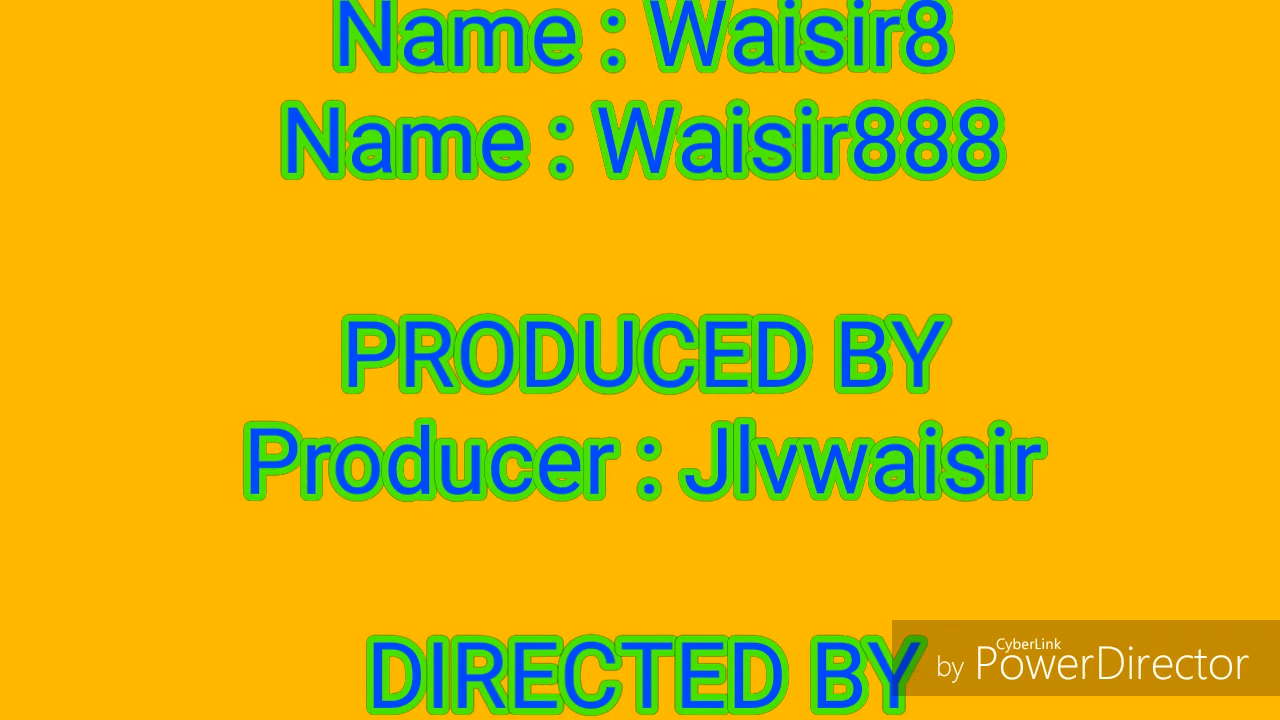 Name : Waisir8
Name : Waisir888
PRODUCED BY
Producer : Jlvwaisir
DIRECTED BY
CyberLink
by PowerDirector